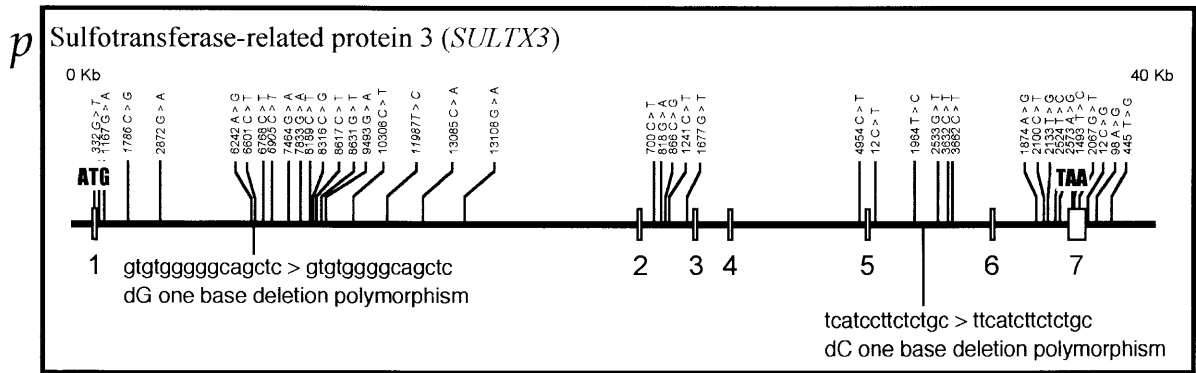 p
Sulfotransferase-related protein 3 (SULTX3)
0 Kb
40 Kb
332 G > T
1167 G > A
1786 C > G
2872 G > A
6242 A > G
6601 C > T
6768 C > T
6905 C > T
7464 G > A
7833 G > A
8189 C > T
8316 C > G
8617 C > T
8631 G > T
9493 G > A
10306 C > T
11987 T > C
13085 C > A
13108 G > A
700 C > T
818 G > A
868 C > G
1241 C > T
1677 G > T
4954 C > T
12 C > T
1984 T > C
2533 G > T
3632 C > T
3662 C > T
1874 A > G
2100 C > T
2133 T > G
2524 T > C
2573 A > G
1493 T > C
2067 G > T
12 C > G
98 A > G
445 T > G
ATG
TAA
1
2
3
4
5
6
7
gtgtgggggcagctc > gtgtggggcagctc
dG one base deletion polymorphism
tcatccttctctgc > ttcatcttctctgc
dC one base deletion polymorphism